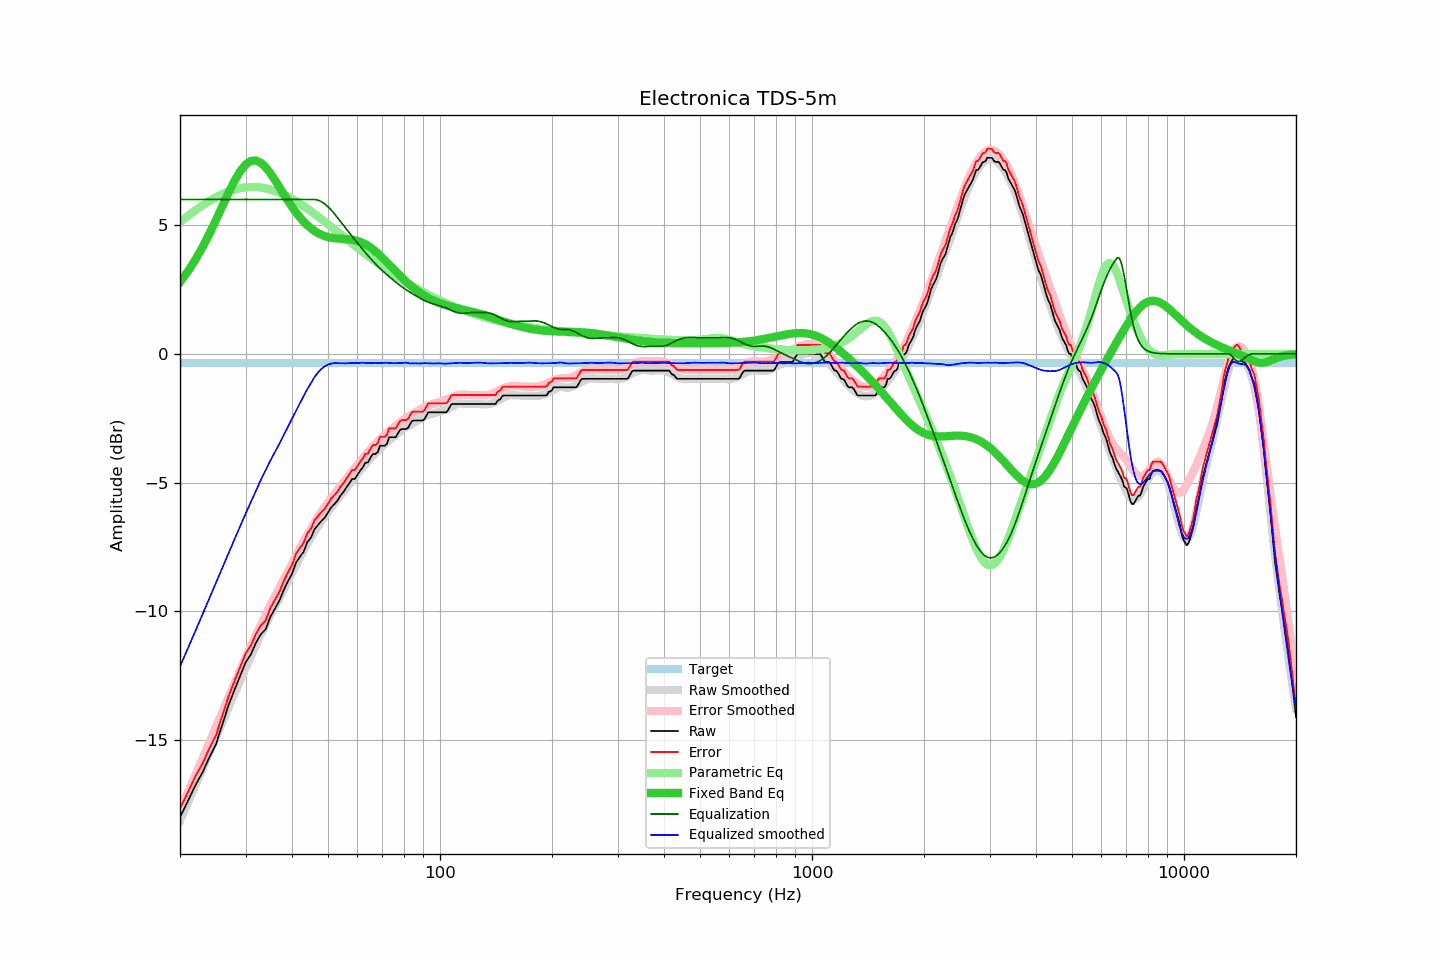 Electronica TDS-5m
Amplitude (dBr)
5
0
−5
−10
−15
100
1000
10000
Frequency (Hz)
Target
Raw Smoothed
Error Smoothed
Raw
Error
Parametric Eq
Fixed Band Eq
Equalization
Equalized smoothed